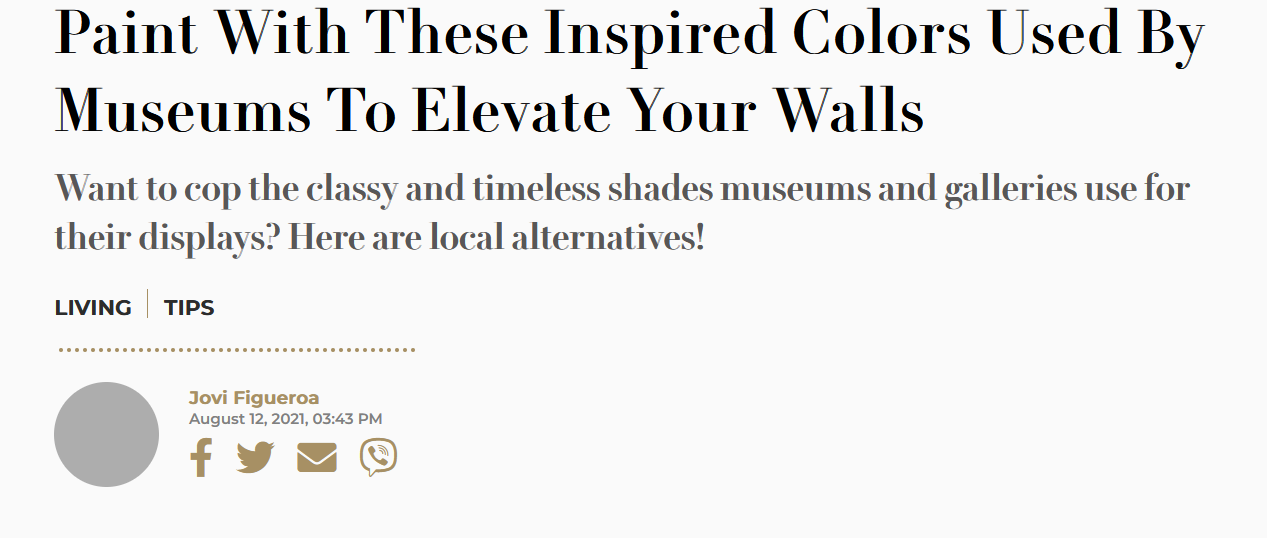 Paint With These Inspired Colors Used By
Museums To Elevate Your Walls
Want to cop the classy and timeless shades museums and galleries use for
their displays? Here are local alternatives!
LIVING TIPS
Jovi Figueroa
August 12, 2021, 03:43 PM